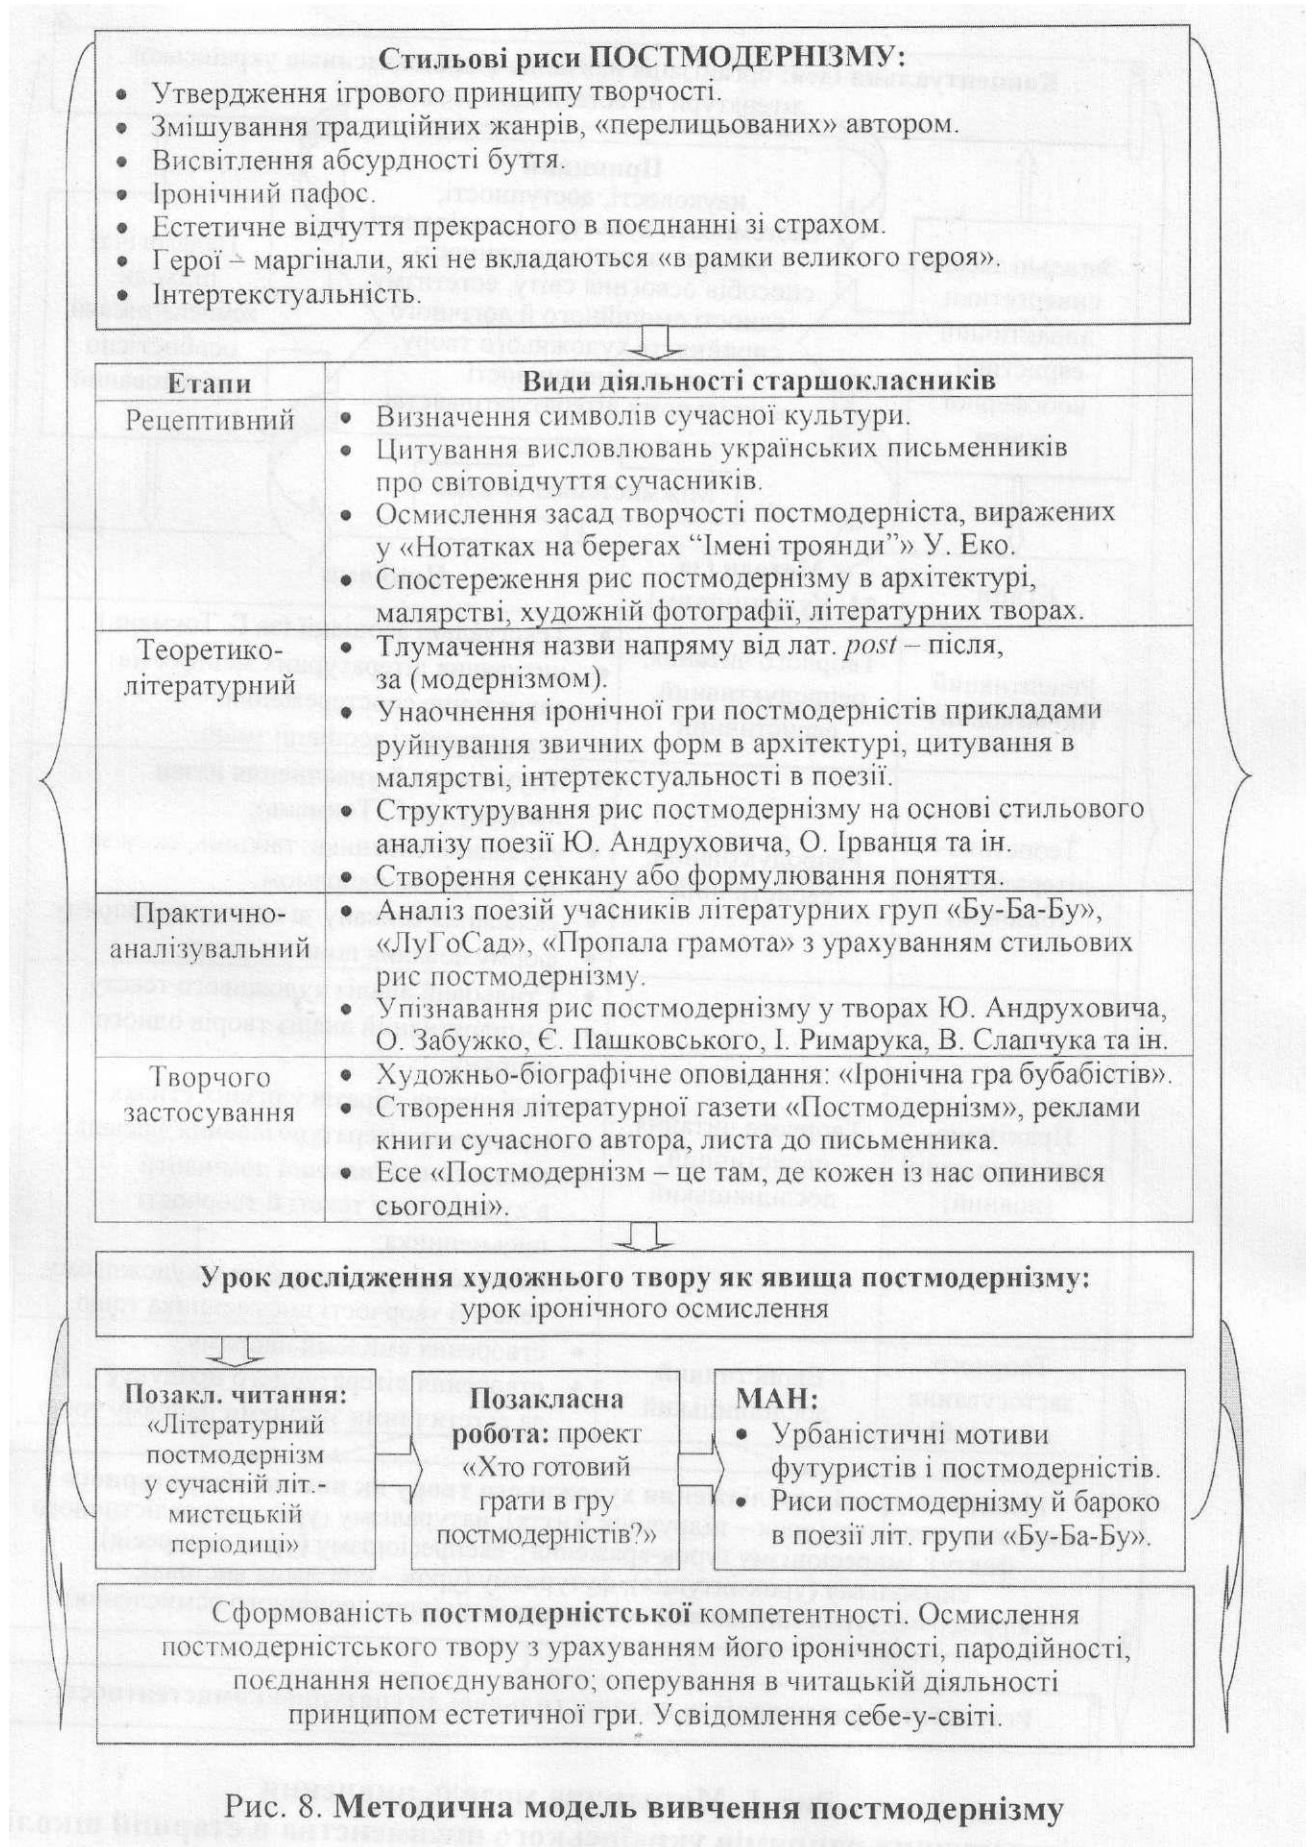 Стильові риси ПОСТМОДЕРНІЗМУ:
• Утвердження ігрового принципу творчості.
• Змішування традиційних жанрів, «перелицьованих» автором.
• Висвітлення абсурдності буття.
• Іронічний пафос.
• Естетичне відчуття прекрасного в поєднанні зі страхом.
• Герої – маргінали, які не вкладаються «в рамки великого героя».
• Інтертекстуальність.
Етапи
Види діяльності старшокласників
Рецептивний
• Визначення символів сучасної культури.
• Цитування висловлювань українських письменників
про світовідчуття сучасників.
• Осмислення засад творчості постмодерніста, виражених
у «Нотатках на берегах “Імені троянди”» У. Еко.
• Спостереження рис постмодернізму в архітектурі,
малярстві, художній фотографії, літературних творах.
Теоретико-
літературний
• Тлумачення назви напряму від лат. post – після,
за (модернізмом).
• Унаочнення іронічної гри постмодерністів прикладами
руйнування звичних форм в архітектурі, цитування в
малярстві, інтертекстуальності в поезії.
• Структурування рис постмодернізму на основі стильового
аналізу поезії Ю. Андруховича, О. Ірванця та ін.
• Створення сенкану або формулювання поняття.
Практично-
аналізувальний
• Аналіз поезій учасників літературних груп «Бу-Ба-Бу»,
«ЛуГоСад», «Пропала грамота» з урахуванням стильових
рис постмодернізму.
• Упізнавання рис постмодернізму у творах Ю. Андруховича,
О. Забужко, Є. Пашковського, І. Римарука, В. Слапчука та ін.
Творчого
застосування
• Художньо-біографічне оповідання: «Іронічна гра бубабістів».
• Створення літературної газети «Постмодернізм», реклами
книги сучасного автора, листа до письменника.
• Есе «Постмодернізм – це там, де кожен із нас опинився
сьогодні».
Урок дослідження художнього твору як явища постмодернізму:
урок іронічного осмислення
Позакл. читання:
«Літературний
постмодернізм
у сучасній літ.-
мистецькій
періодиці»
Позакласна
робота: проект
«Хто готовий
грати в гру
постмодерністів?»
МАН:
• Урбаністичні мотиви
футуристів і постмодерністів.
• Риси постмодернізму й бароко
в поезії літ. групи «Бу-Ба-Бу».
Сформованість постмодерністської компетентності. Осмислення
постмодерністського твору з урахуванням його іронічності, пародійності,
поєднання непоєднуваного; оперування в читацькій діяльності
принципом естетичної гри. Усвідомлення себе-у-світі.
Рис. 8. Методична модель вивчення постмодернізму